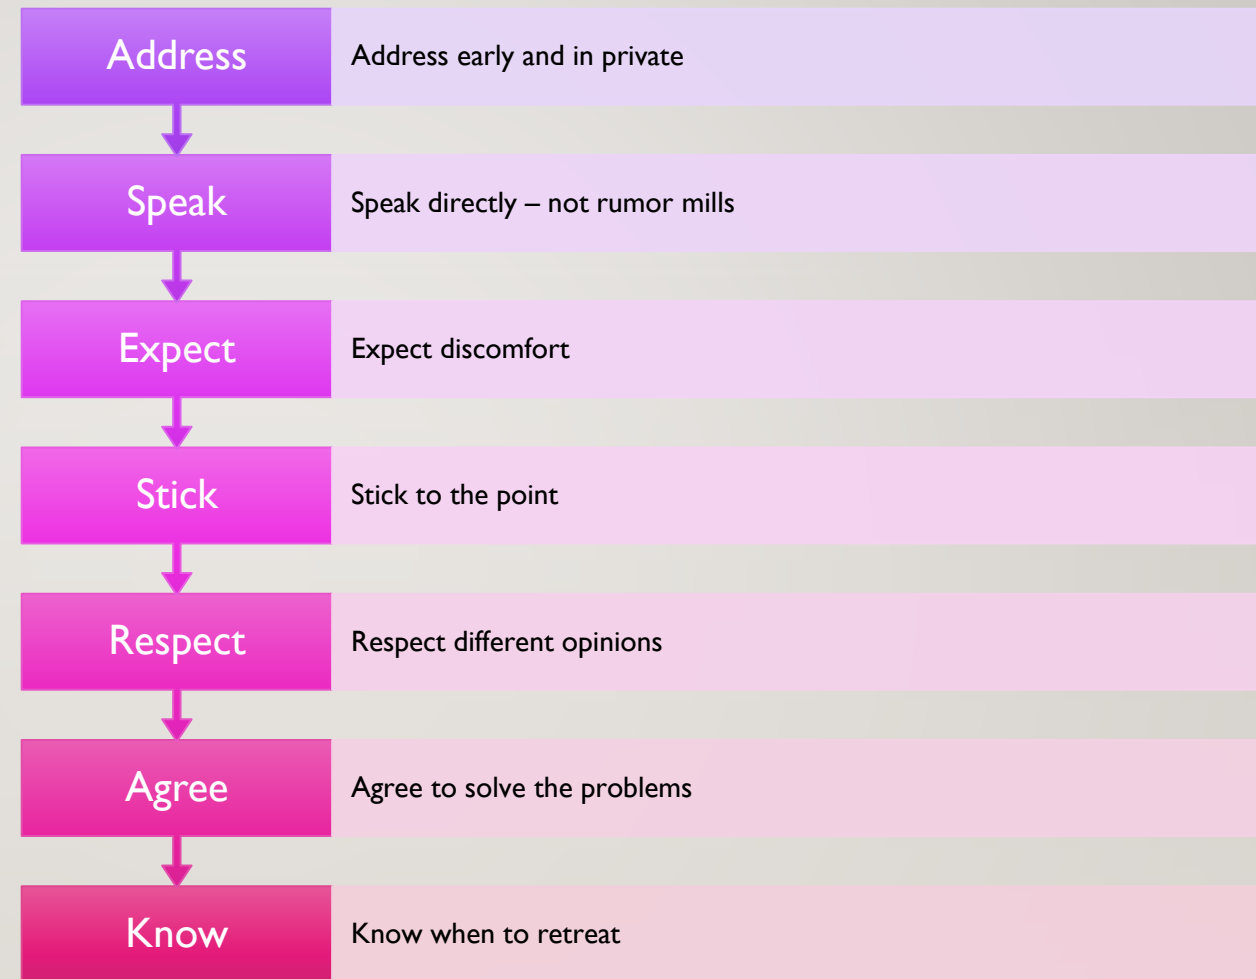 Address
Address early and in private
Speak
Speak directly – not rumor mills
Expect
Expect discomfort
Stick
Stick to the point
Respect
Respect different opinions
Agree
Agree to solve the problems
Know
Know when to retreat